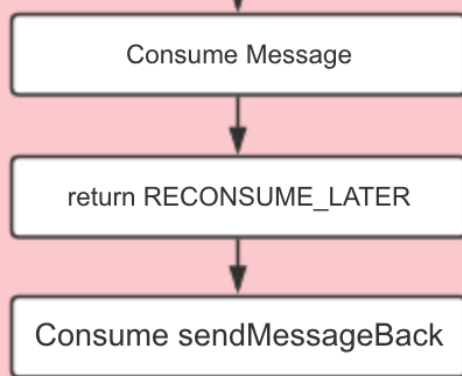 Consume Message
return RECONSUME_LATER
Consume sendMessageBack